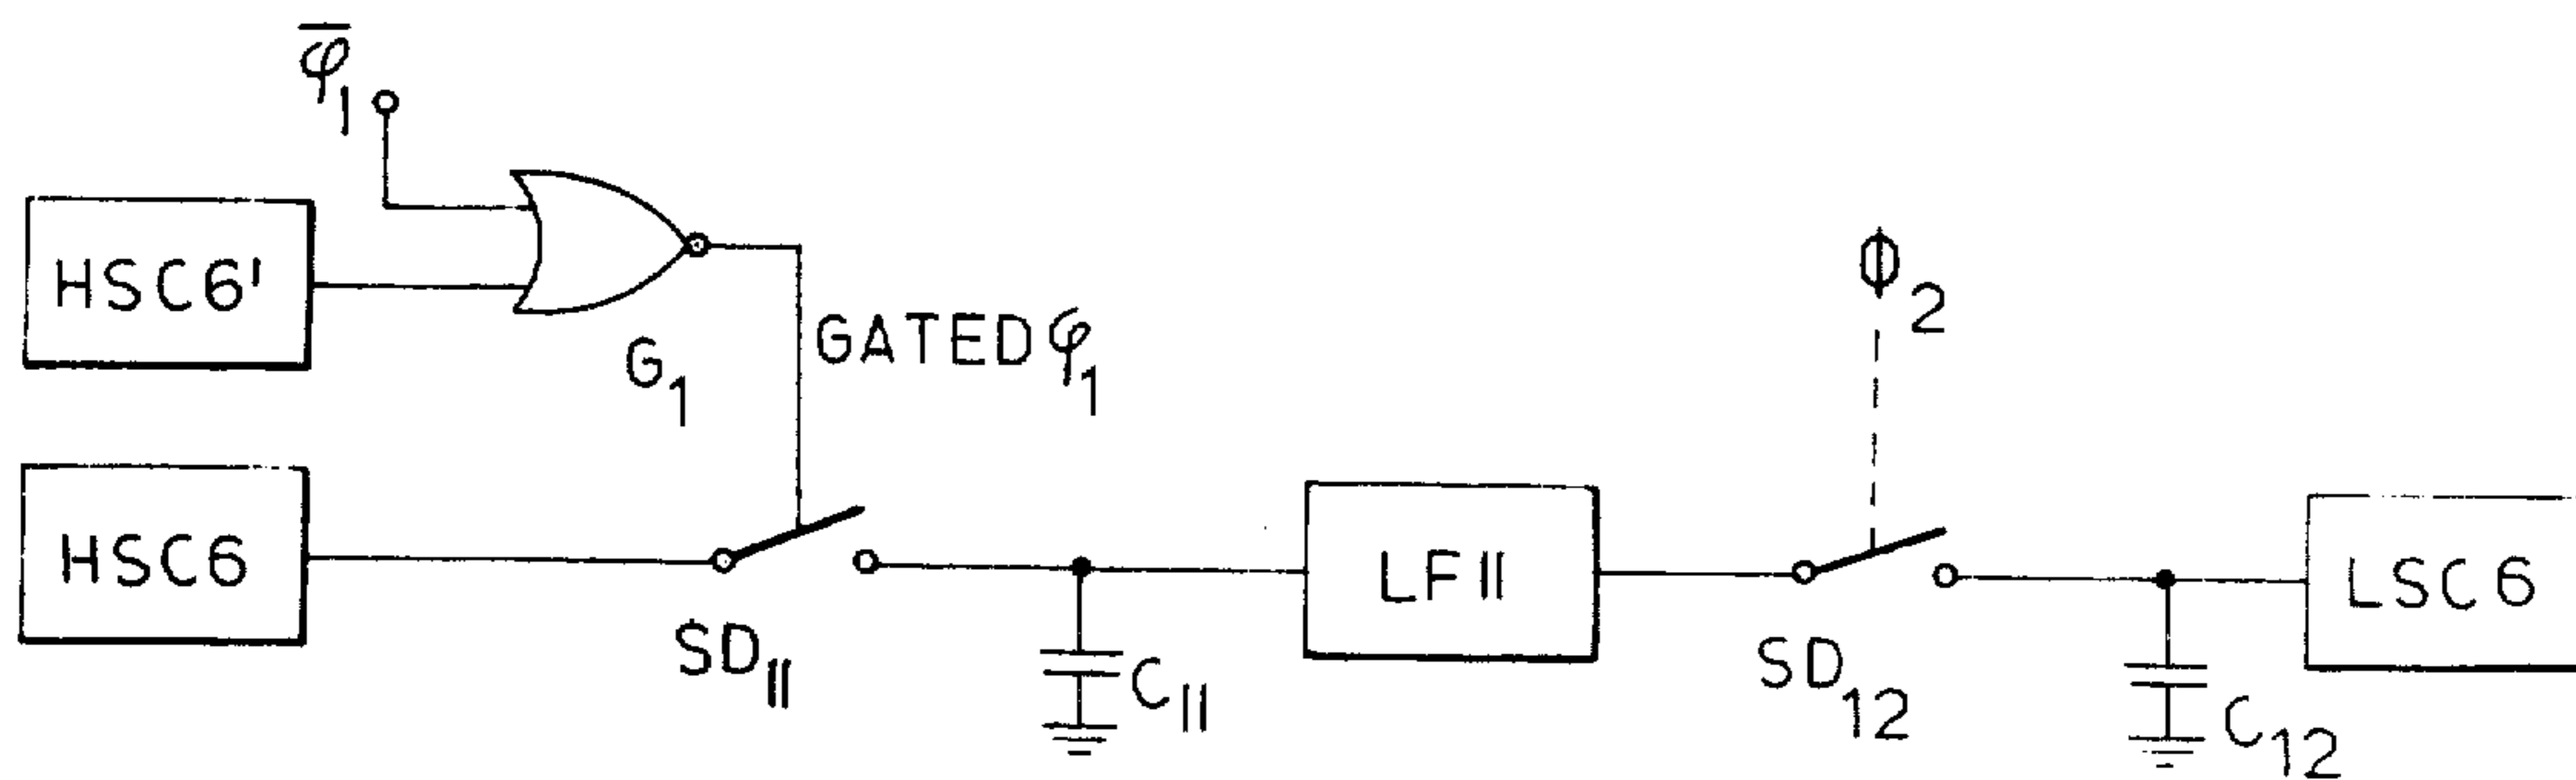 φ̅₁
HSC6'
G₁
GATED φ₁
Φ₂
HSC6
SD₁₁
C₁₁
LF11
SD₁₂
C₁₂
LSC6